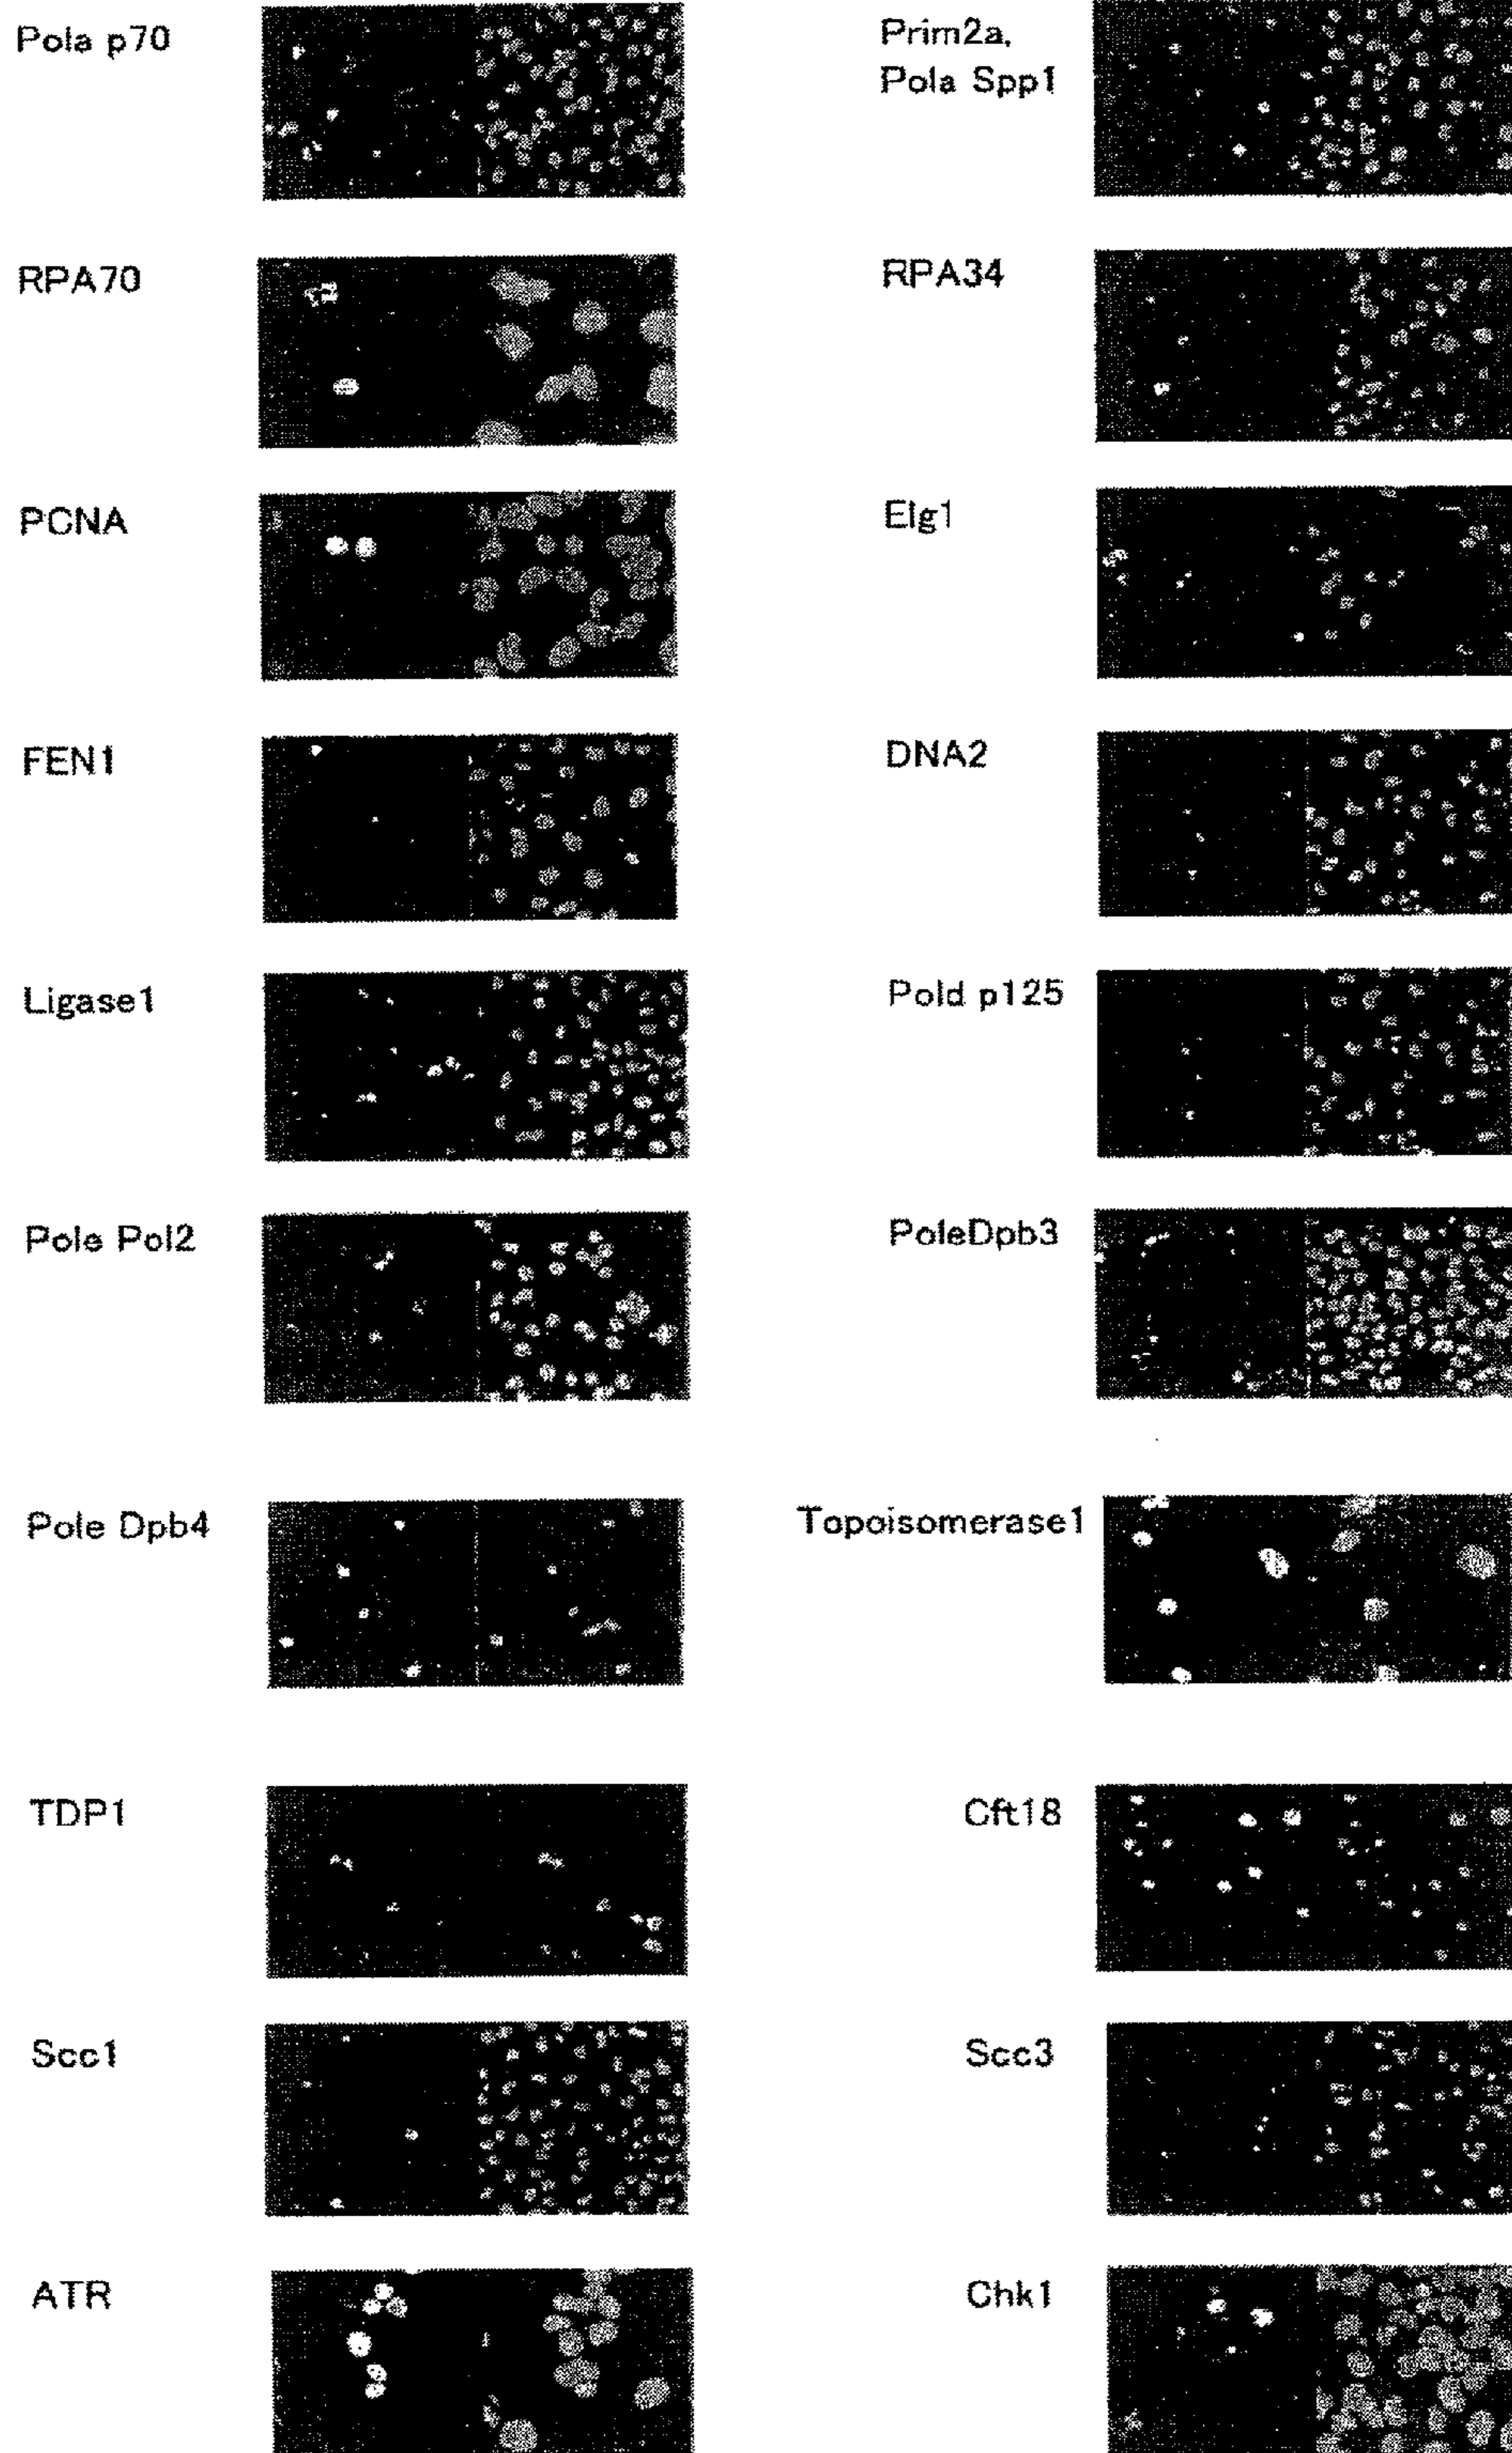 Pola p70
Prim2a,
Pola Spp1
RPA70
RPA34
PCNA
Elg1
FEN1
DNA2
Ligase1
Pold p125
Pole Pol2
PoleDpb3
Pole Dpb4
Topoisomerase1
TDP1
Cft18
Scc1
Scc3
ATR
Chk1